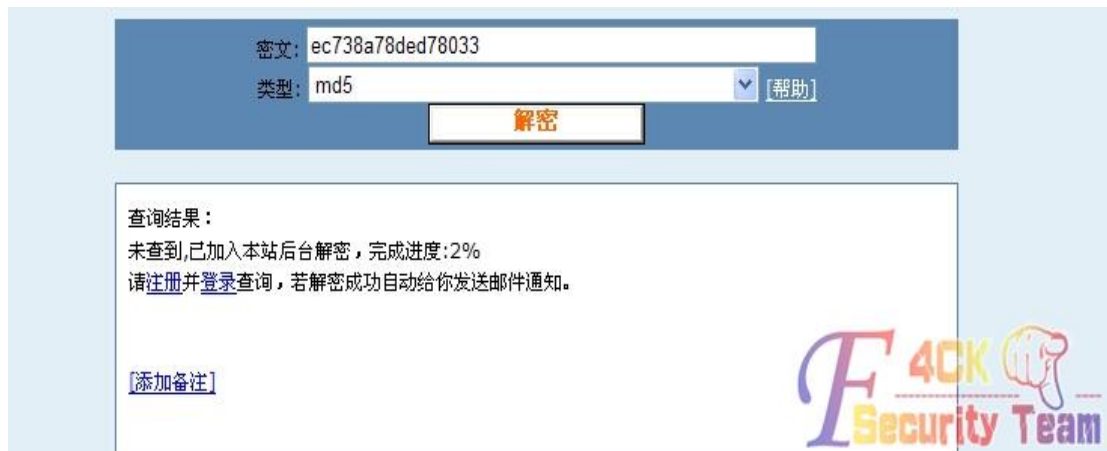 密文: ec738a78ded78033
类型: md5 [帮助]
解密
查询结果：
未查到,已加入本站后台解密，完成进度:2%
请注册并登录查询，若解密成功自动给你发送邮件通知。
[添加备注]
F4CK
Security Team